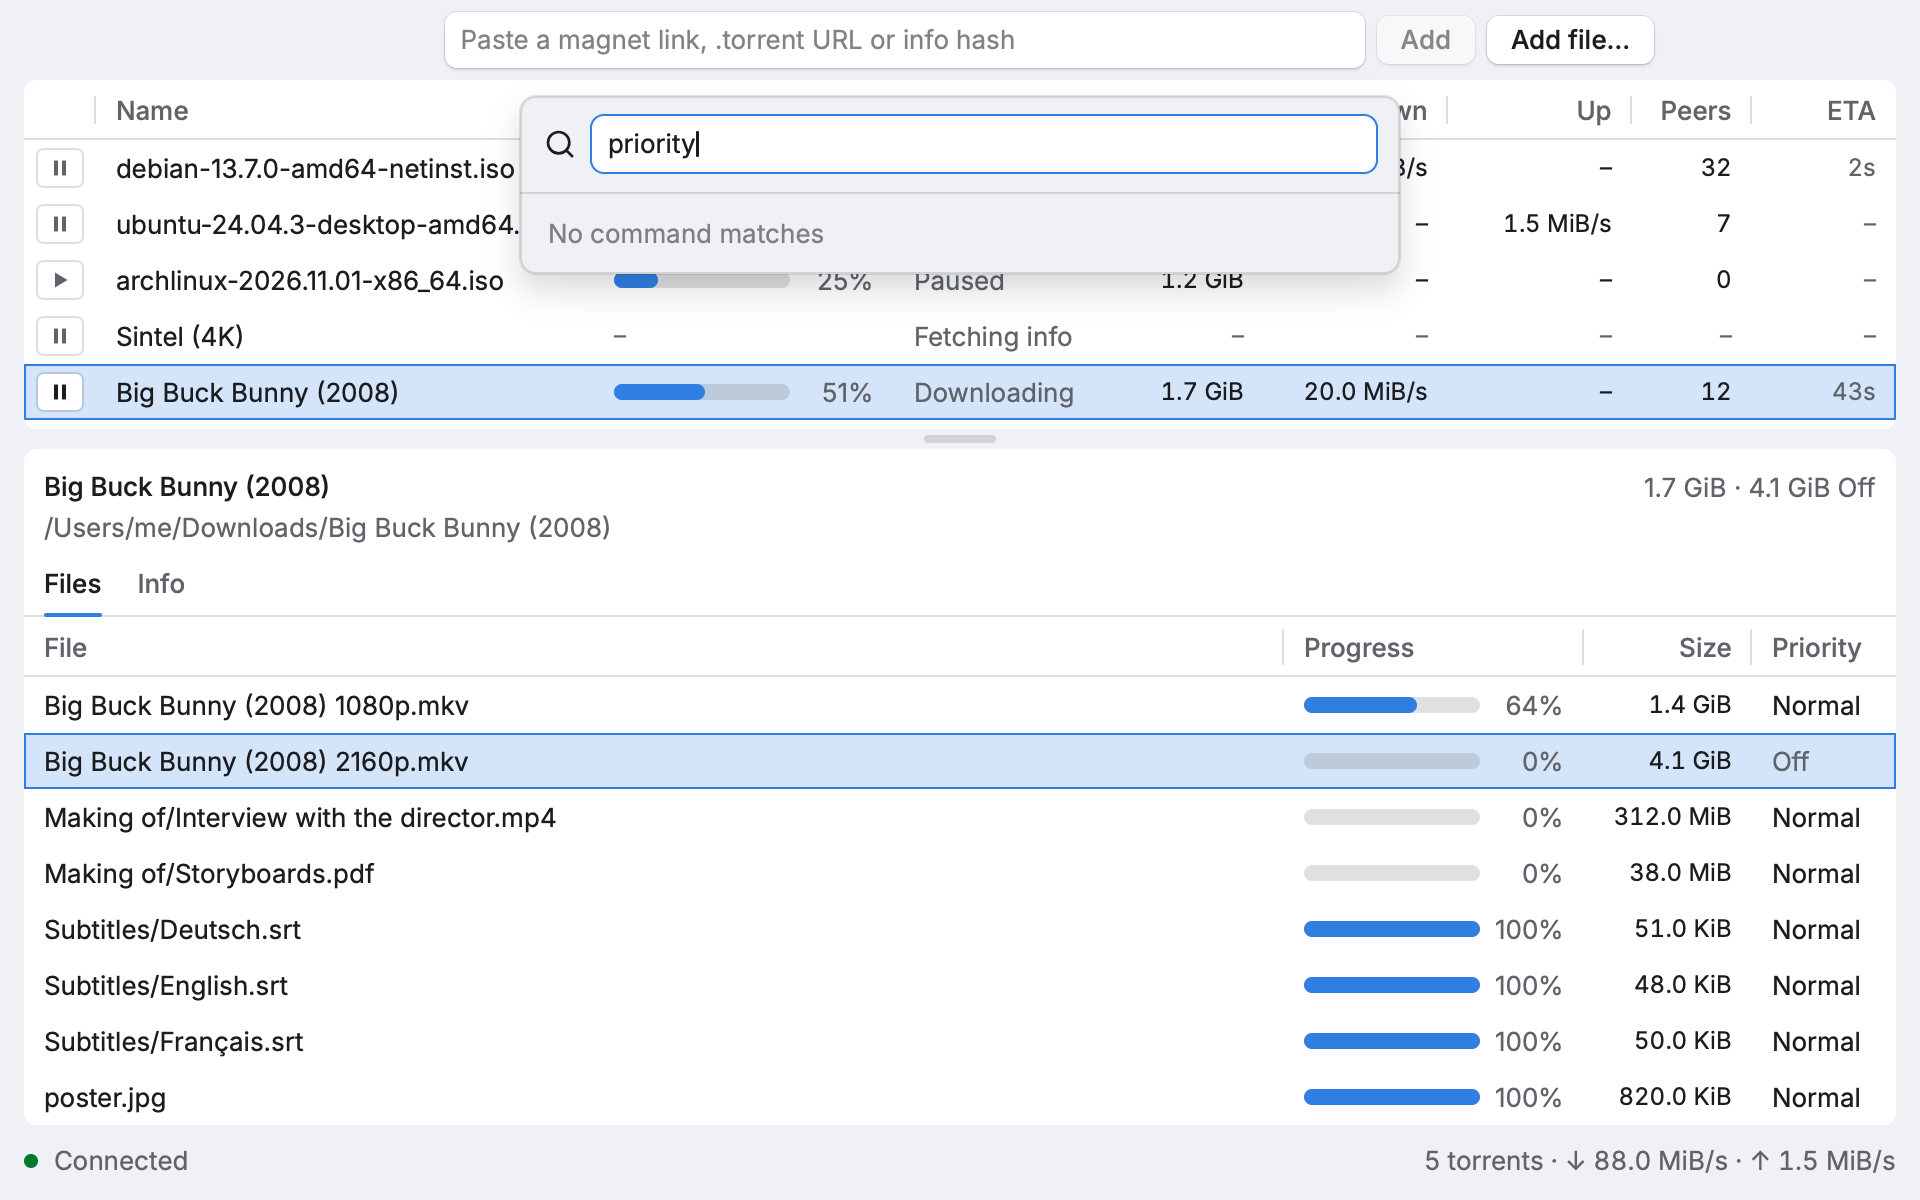 Paste a magnet link, .torrent URL or info hash Add Add file...
Name Up Peers ETA
priority
No command matches
debian-13.7.0-amd64-netinst.iso – 32 2s
ubuntu-24.04.3-desktop-amd64. – 1.5 MiB/s 7 –
archlinux-2026.11.01-x86_64.iso 25% Paused 1.2 GiB – – 0 –
Sintel (4K) – Fetching info – – – – –
Big Buck Bunny (2008) 51% Downloading 1.7 GiB 20.0 MiB/s – 12 43s
Big Buck Bunny (2008) 1.7 GiB · 4.1 GiB Off
/Users/me/Downloads/Big Buck Bunny (2008)
Files Info
File Progress Size Priority
Big Buck Bunny (2008) 1080p.mkv 64% 1.4 GiB Normal
Big Buck Bunny (2008) 2160p.mkv 0% 4.1 GiB Off
Making of/Interview with the director.mp4 0% 312.0 MiB Normal
Making of/Storyboards.pdf 0% 38.0 MiB Normal
Subtitles/Deutsch.srt 100% 51.0 KiB Normal
Subtitles/English.srt 100% 48.0 KiB Normal
Subtitles/Français.srt 100% 50.0 KiB Normal
poster.jpg 100% 820.0 KiB Normal
Connected 5 torrents · ↓ 88.0 MiB/s · ↑ 1.5 MiB/s